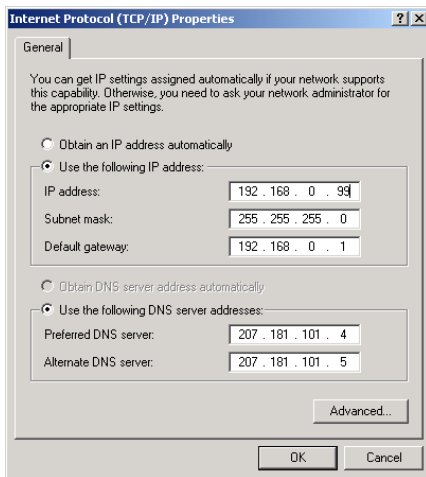 Internet Protocol (TCP/IP) Properties
General
You can get IP settings assigned automatically if your network supports
this capability. Otherwise, you need to ask your network administrator for
the appropriate IP settings.
Obtain an IP address automatically
Use the following IP address:
IP address: 192 . 168 . 0 . 99
Subnet mask: 255 . 255 . 255 . 0
Default gateway: 192 . 168 . 0 . 1
Obtain DNS server address automatically
Use the following DNS server addresses:
Preferred DNS server: 207 . 181 . 101 . 4
Alternate DNS server: 207 . 181 . 101 . 5
Advanced...
OK Cancel